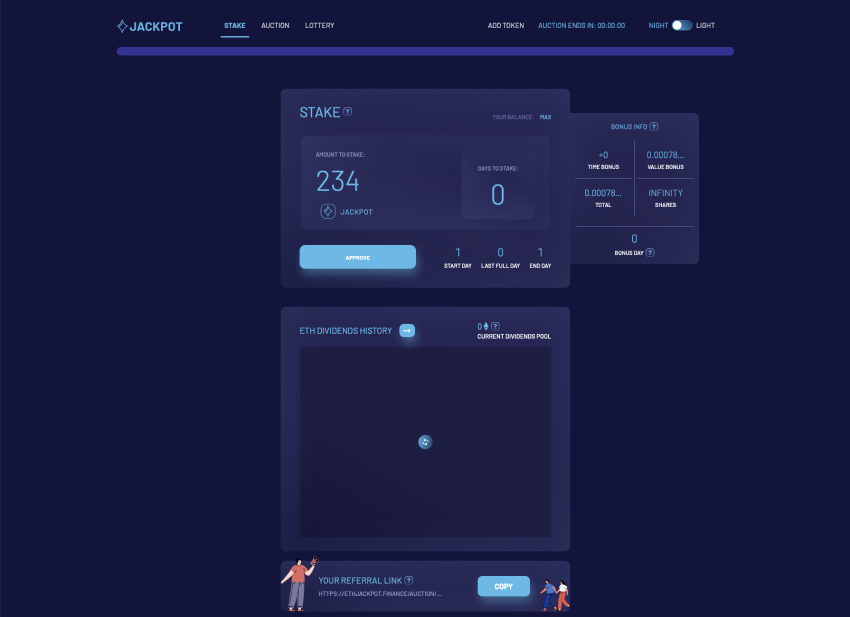 JACKPOT
STAKE AUCTION LOTTERY
ADD TOKEN AUCTION ENDS IN: 00:00:00 NIGHT LIGHT
STAKE ?
YOUR BALANCE: MAX
AMOUNT TO STAKE:
234
JACKPOT
DAYS TO STAKE:
0
APPROVE
1 0 1
START DAY LAST FULL DAY END DAY
BONUS INFO ?
+0 0.00078...
TIME BONUS VALUE BONUS
0.00078... INFINITY
TOTAL SHARES
0
BONUS DAY ?
ETH DIVIDENDS HISTORY →
0 ?
CURRENT DIVIDENDS POOL
YOUR REFERRAL LINK ?
HTTPS://ETHJACKPOT.FINANCE/AUCTION/...
COPY